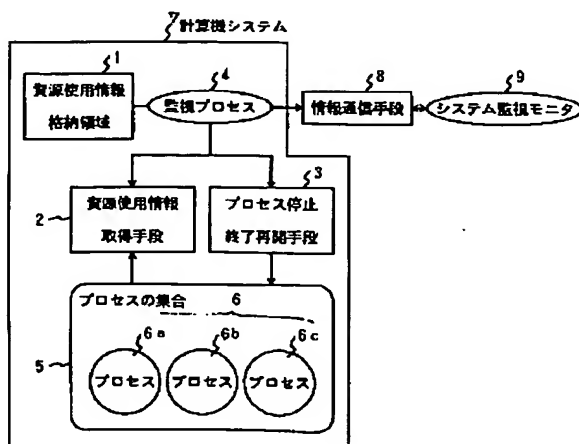 7 計算機システム
1
資源使用情報
格納領域
4
監視プロセス
8
情報通信手段
9
システム監視モニタ
2
資源使用情報
取得手段
3
プロセス停止
終了再開手段
プロセスの集合 6
5
6a
プロセス
6b
プロセス
6c
プロセス